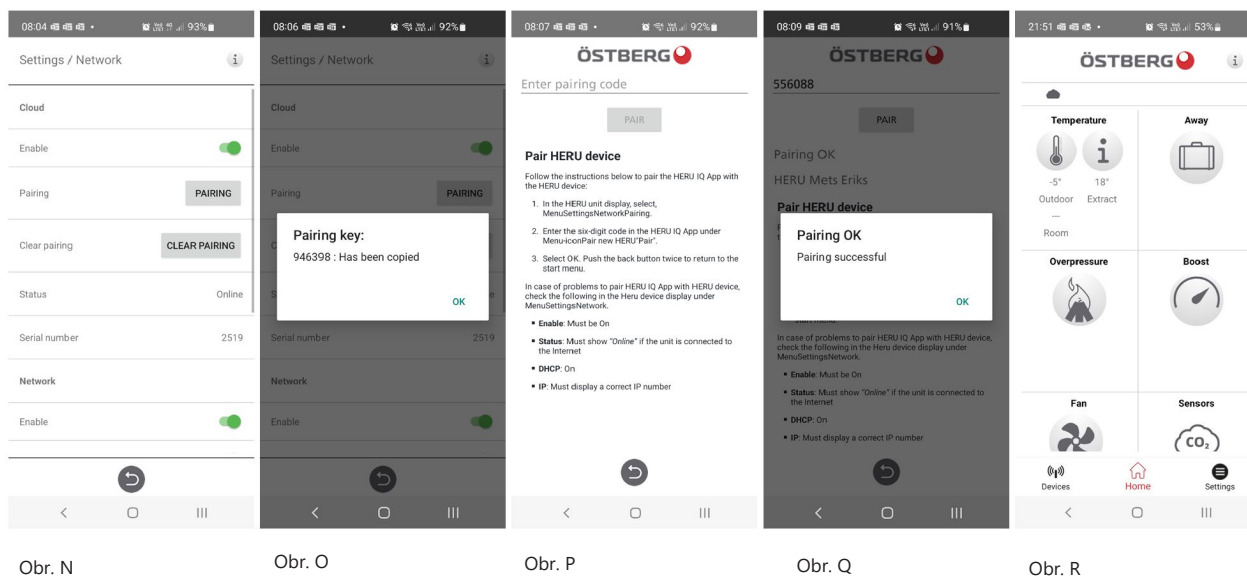 08:04
93%
Settings / Network
i
Cloud
Enable
Pairing
PAIRING
Clear pairing
CLEAR PAIRING
Status
Online
Serial number
2519
Network
Enable
Obr. N
08:06
92%
Settings / Network
i
Cloud
Enable
Pairing
PAIRING
Pairing key:
946398 : Has been copied
OK
Serial number
2519
Network
Enable
Obr. O
08:07
92%
ÖSTBERG
Enter pairing code
PAIR
Pair HERU device
Follow the instructions below to pair the HERU IQ App with
the HERU device:
1. In the HERU unit display, select,
MenuSettingsNetworkPairing.
2. Enter the six-digit code in the HERU IQ App under
Menu-iconPair new HERU"Pair".
3. Select OK. Push the back button twice to return to the
start menu.
In case of problems to pair HERU IQ App with HERU device,
check the following in the Heru device display under
MenuSettingsNetwork.
▪ Enable: Must be On
▪ Status: Must show "Online" if the unit is connected to
the Internet
▪ DHCP: On
▪ IP: Must display a correct IP number
Obr. P
08:09
91%
ÖSTBERG
556088
PAIR
Pairing OK
HERU Mets Eriks
Pair HERU device
Pairing OK
Pairing successful
OK
start menu.
In case of problems to pair HERU IQ App with HERU device,
check the following in the Heru device display under
MenuSettingsNetwork.
▪ Enable: Must be On
▪ Status: Must show "Online" if the unit is connected to
the Internet
▪ DHCP: On
▪ IP: Must display a correct IP number
Obr. Q
21:51
53%
ÖSTBERG
i
Temperature
Away
i
-5°
18°
Outdoor
Extract
---
Room
Overpressure
Boost
Fan
Sensors
CO₂
Devices
Home
Settings
Obr. R